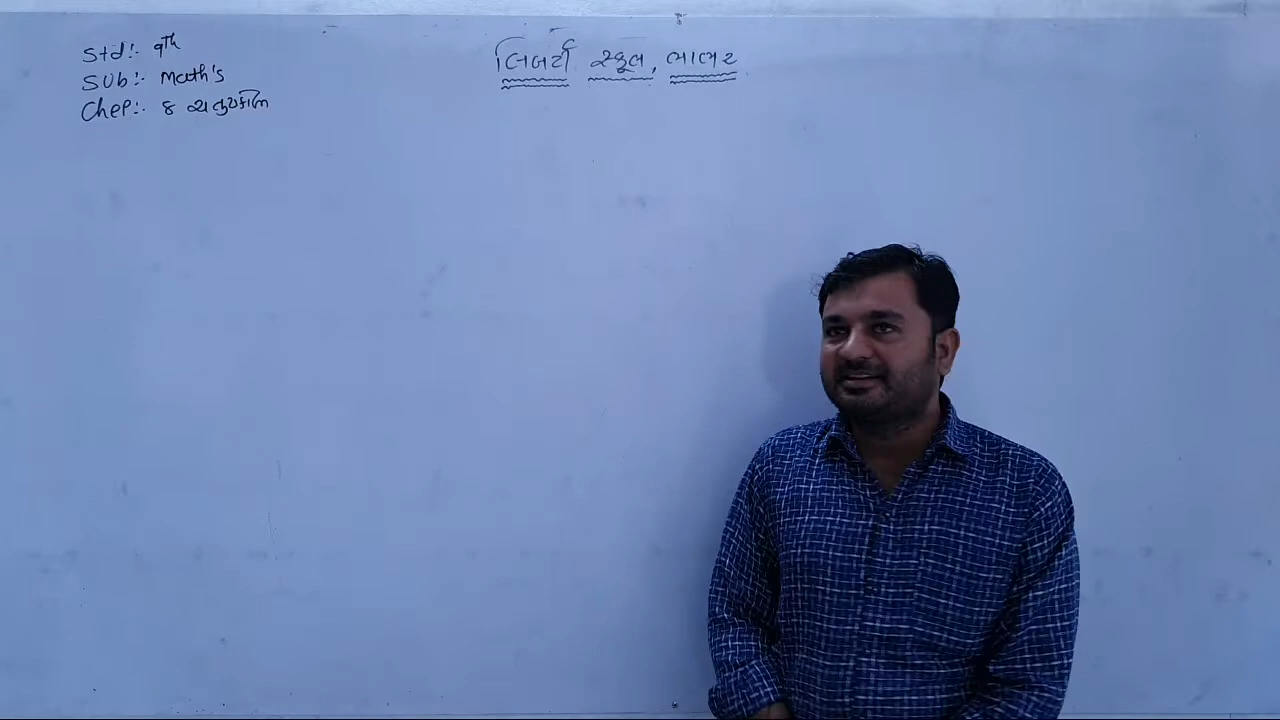 લિબર્ટી સ્કૂલ, ભાભર
Std:- 9th
Sub:- Math's
Chep:- 8 ચતુષ્કોણ